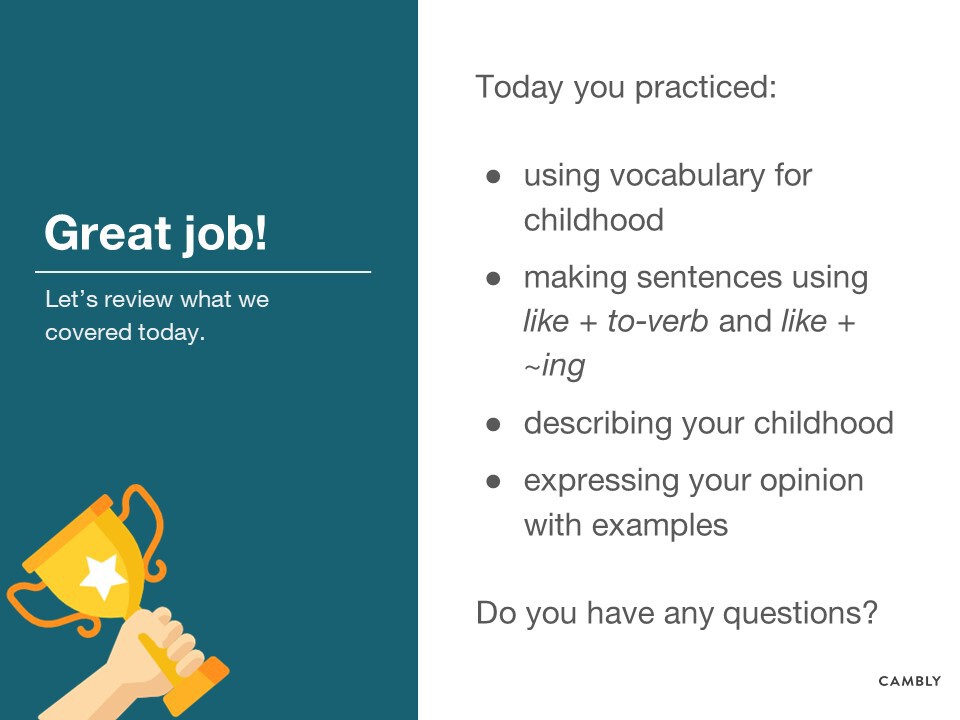 Great job!
Let’s review what we
covered today.
Today you practiced:
● using vocabulary for
childhood
● making sentences using
like + to-verb and like +
~ing
● describing your childhood
● expressing your opinion
with examples
Do you have any questions?
CAMBLY